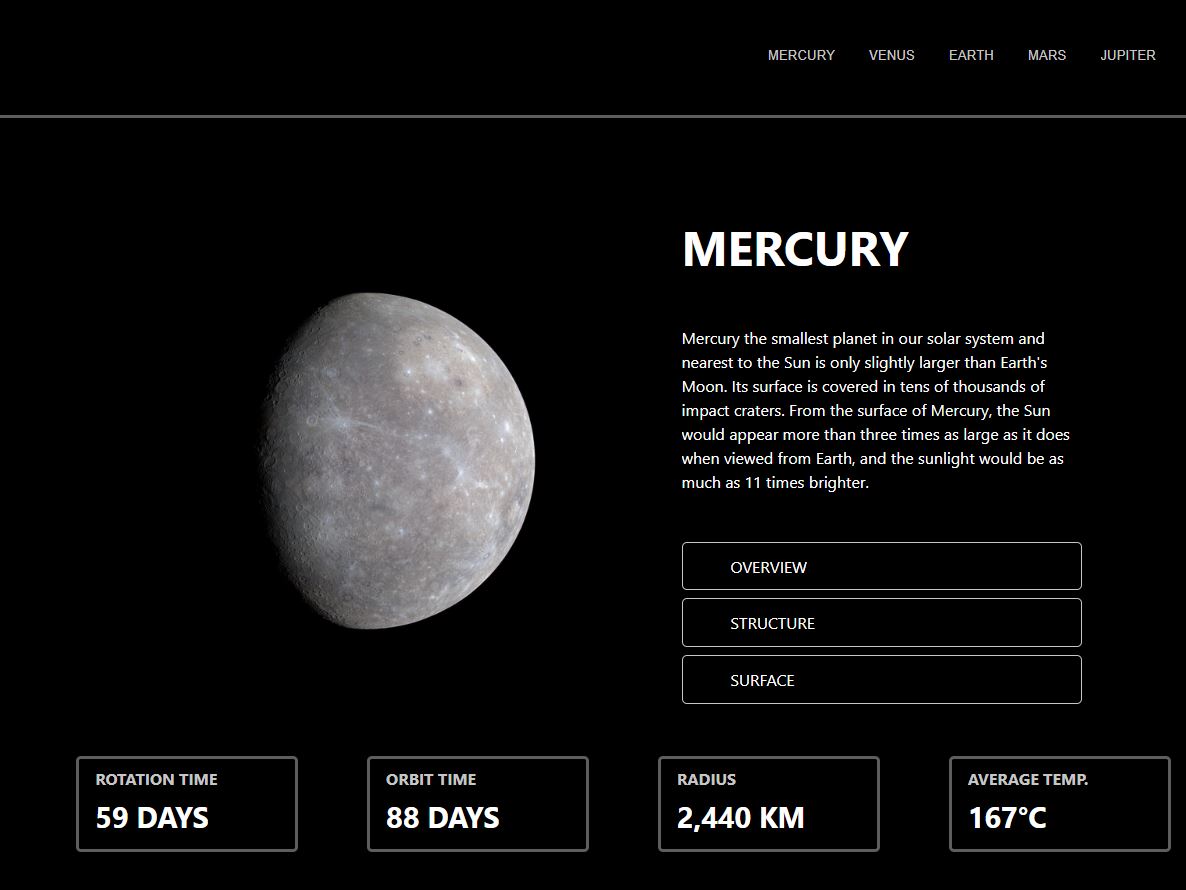 MERCURY VENUS EARTH MARS JUPITER
MERCURY
Mercury the smallest planet in our solar system and
nearest to the Sun is only slightly larger than Earth's
Moon. Its surface is covered in tens of thousands of
impact craters. From the surface of Mercury, the Sun
would appear more than three times as large as it does
when viewed from Earth, and the sunlight would be as
much as 11 times brighter.
OVERVIEW
STRUCTURE
SURFACE
ROTATION TIME
59 DAYS
ORBIT TIME
88 DAYS
RADIUS
2,440 KM
AVERAGE TEMP.
167°C